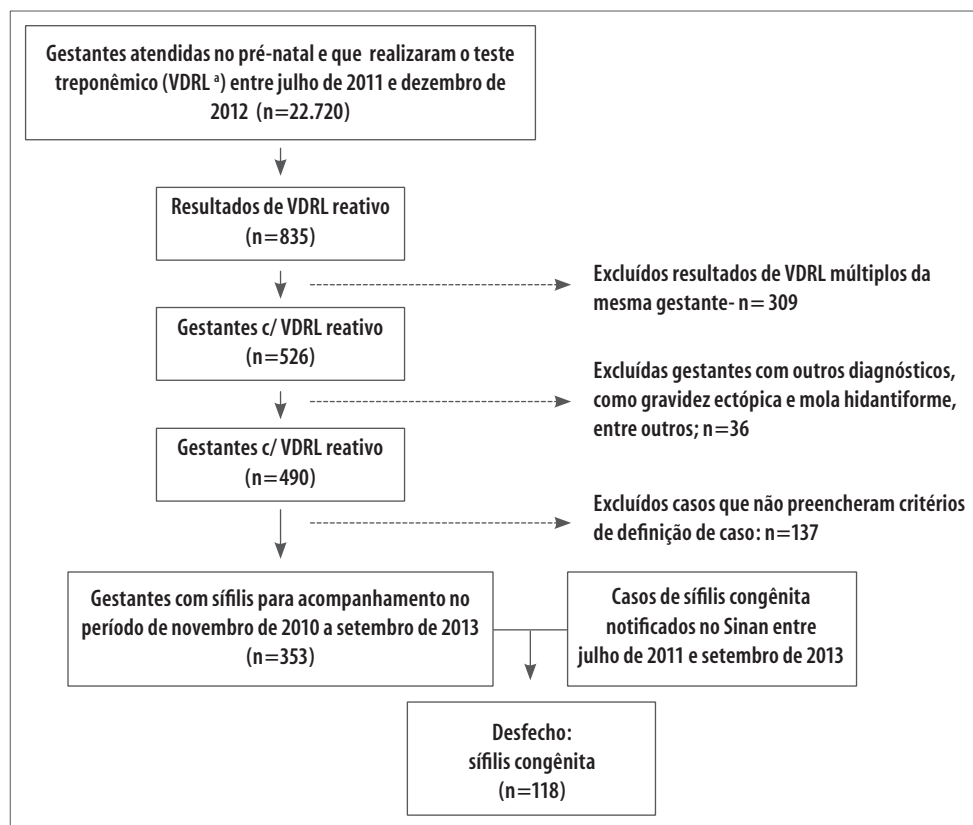 Gestantes atendidas no pré-natal e que realizaram o teste
treponêmico (VDRL ª) entre julho de 2011 e dezembro de
2012 (n=22.720)
Resultados de VDRL reativo
(n=835)
Excluídos resultados de VDRL múltiplos da
mesma gestante- n= 309
Gestantes c/ VDRL reativo
(n=526)
Excluídas gestantes com outros diagnósticos,
como gravidez ectópica e mola hidantiforme,
entre outros; n=36
Gestantes c/ VDRL reativo
(n=490)
Excluídos casos que não preencheram critérios
de definição de caso: n=137
Gestantes com sífilis para acompanhamento no
período de novembro de 2010 a setembro de 2013
(n=353)
Casos de sífilis congênita
notificados no Sinan entre
julho de 2011 e setembro de 2013
Desfecho:
sífilis congênita
(n=118)